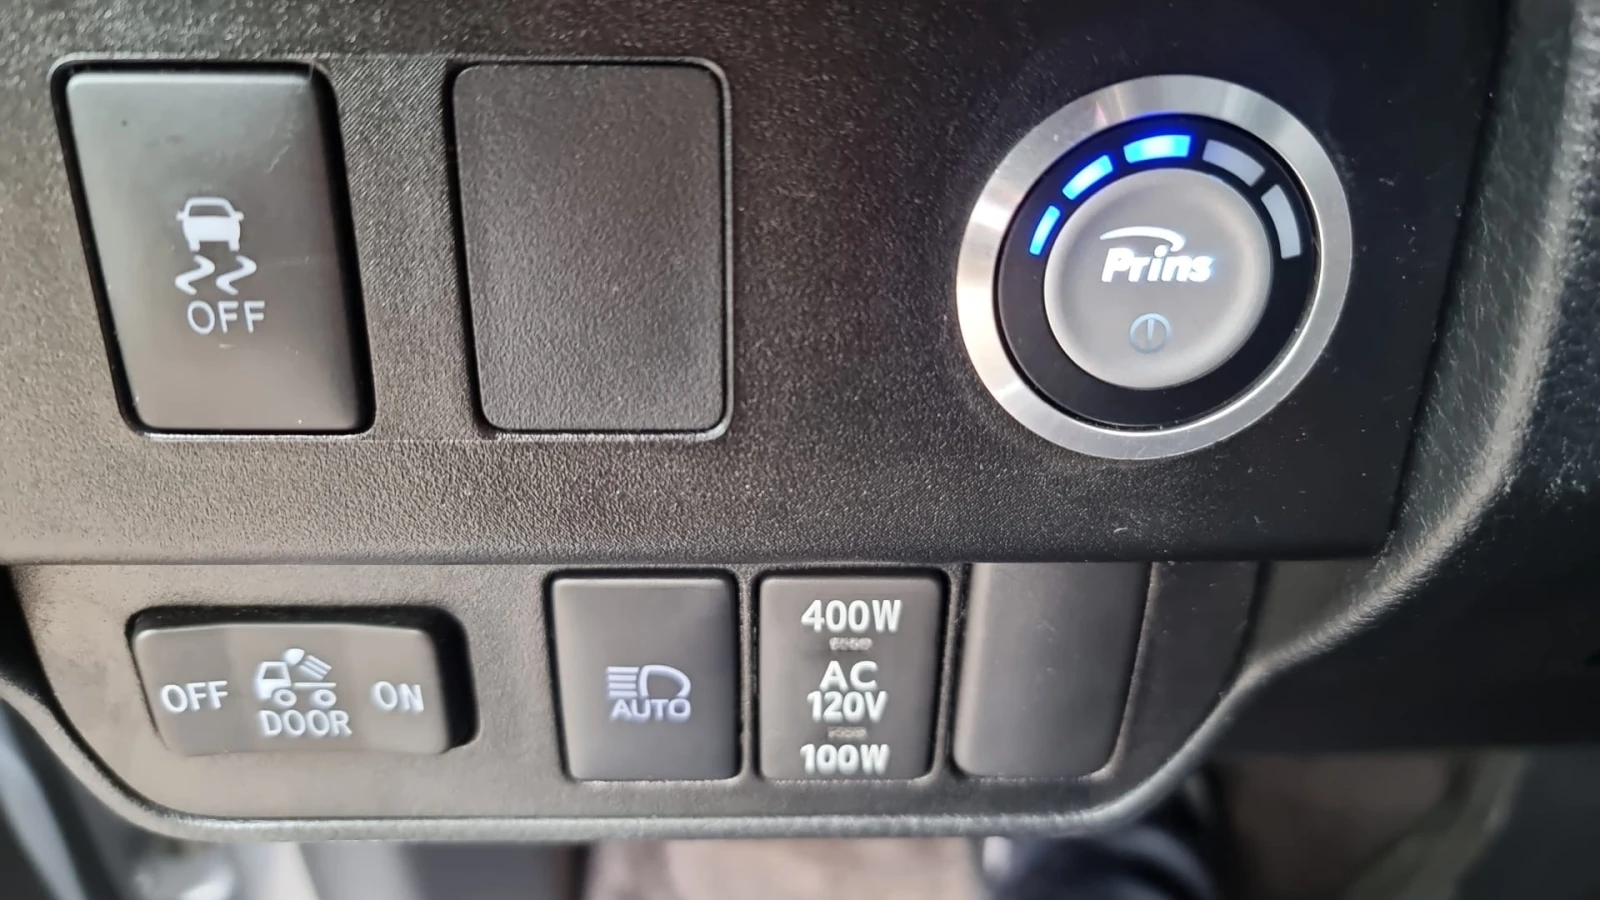 OFF
Prins
OFF
DOOR
ON
AUTO
400W
AC
120V
100W